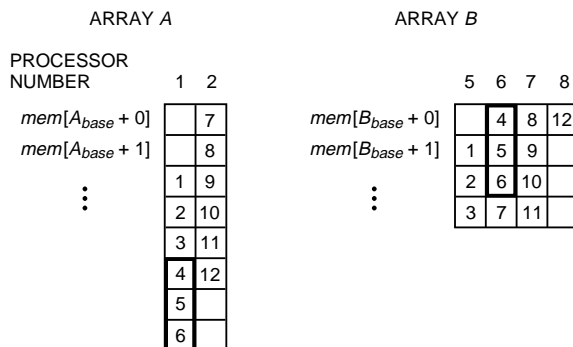 ARRAY A ARRAY B
PROCESSOR
NUMBER 1 2 5 6 7 8
mem[Abase + 0] 7 mem[Bbase + 0] 4 8 12
mem[Abase + 1] 8 mem[Bbase + 1] 1 5 9
1 9 2 6 10
2 10 3 7 11
3 11
4 12
5
6